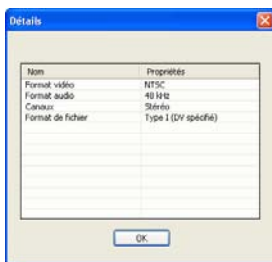 Détails
Nom Propriétés
Format vidéo NTSC
Format audio 48 kHz
Canaux Stéréo
Format de fichier Type I (DV spécifié)
OK